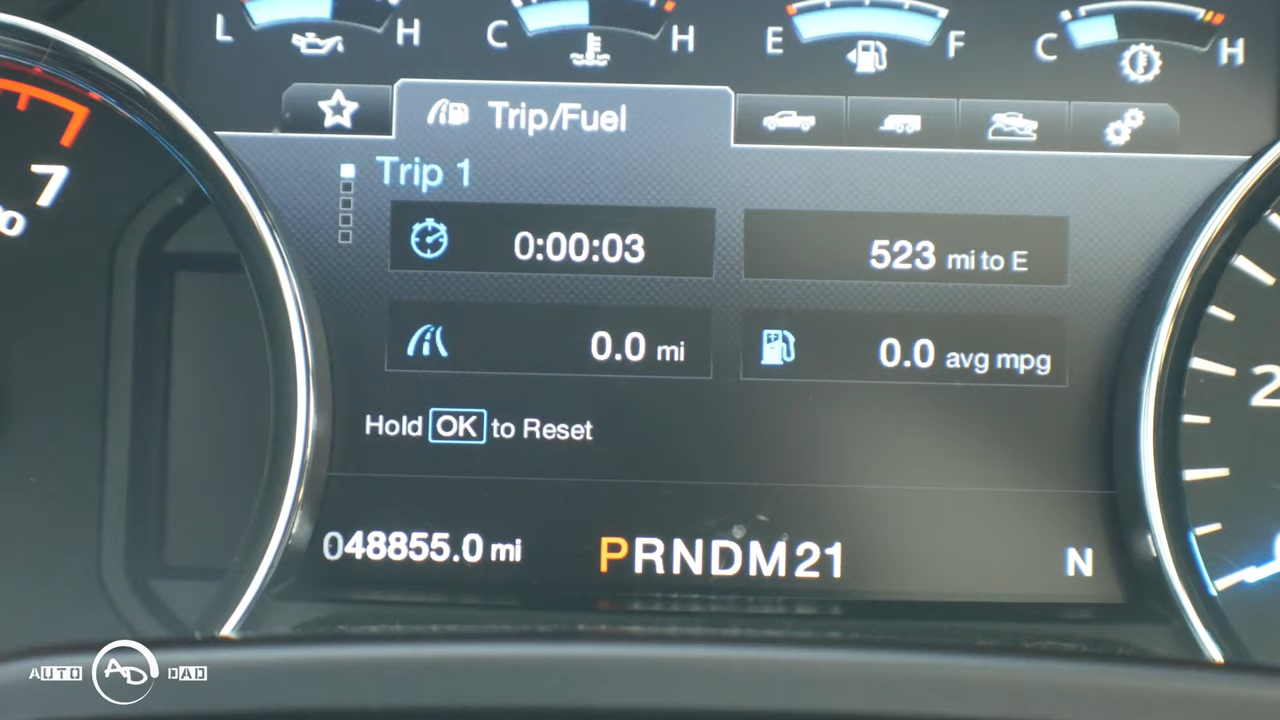 L H C H E F C H
Trip/Fuel
7
Trip 1
0:00:03 523 mi to E
0.0 mi 0.0 avg mpg
2
Hold OK to Reset
048855.0 mi PRNDM21 N
AUTO AD DAD